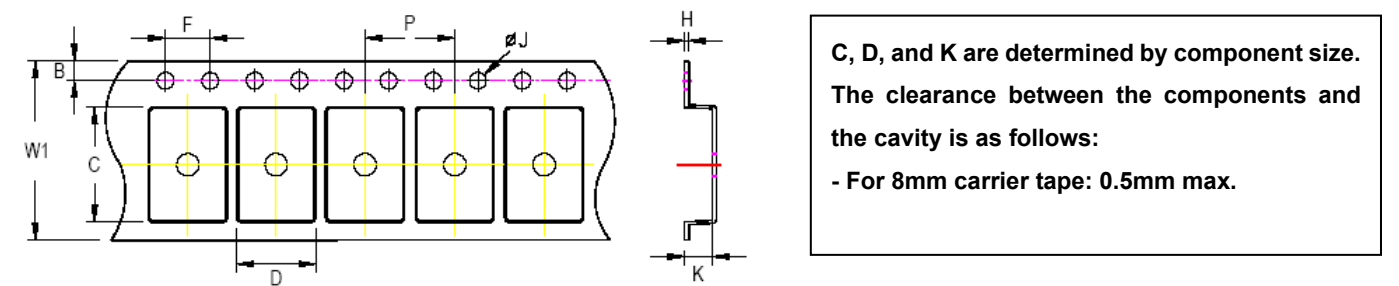 F
P
øJ
H
B
W1
C
D
K
C, D, and K are determined by component size.
The clearance between the components and
the cavity is as follows:
- For 8mm carrier tape: 0.5mm max.